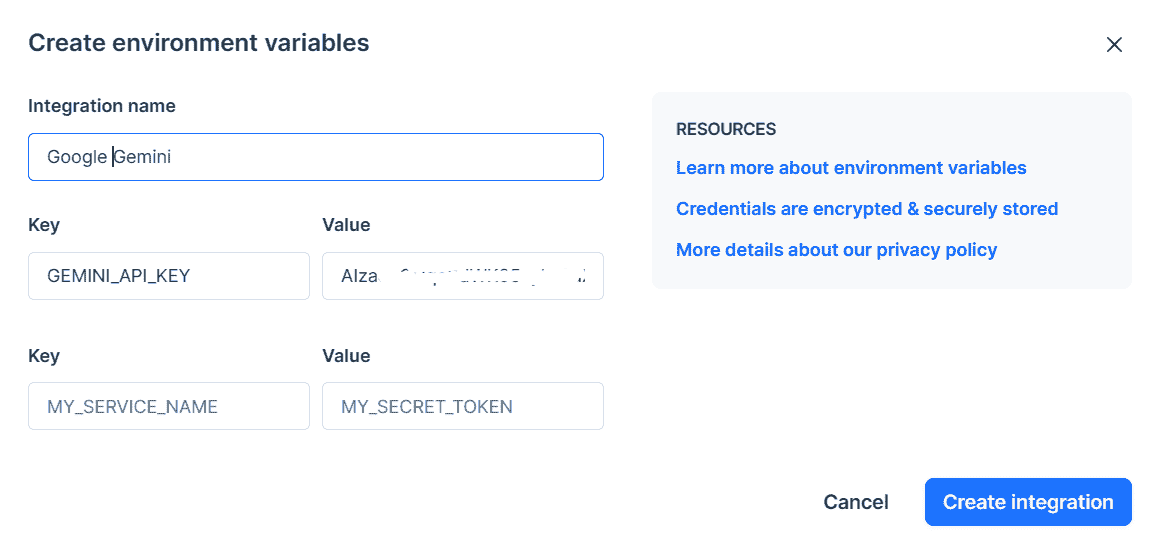 Create environment variables
Integration name
Google Gemini
Key
Value
GEMINI_API_KEY
AIza
Key
Value
MY_SERVICE_NAME
MY_SECRET_TOKEN
RESOURCES
Learn more about environment variables
Credentials are encrypted & securely stored
More details about our privacy policy
Cancel
Create integration